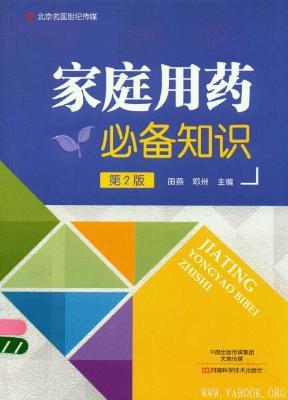 北京名医世纪传媒
家庭用药
必备知识
第2版
田燕 邓州 主编
JIATING
YONGYAO BIBEI
ZHISHI
中原出版传媒集团
大地传媒
河南科学技术出版社
WWW.YABOOK.ORG